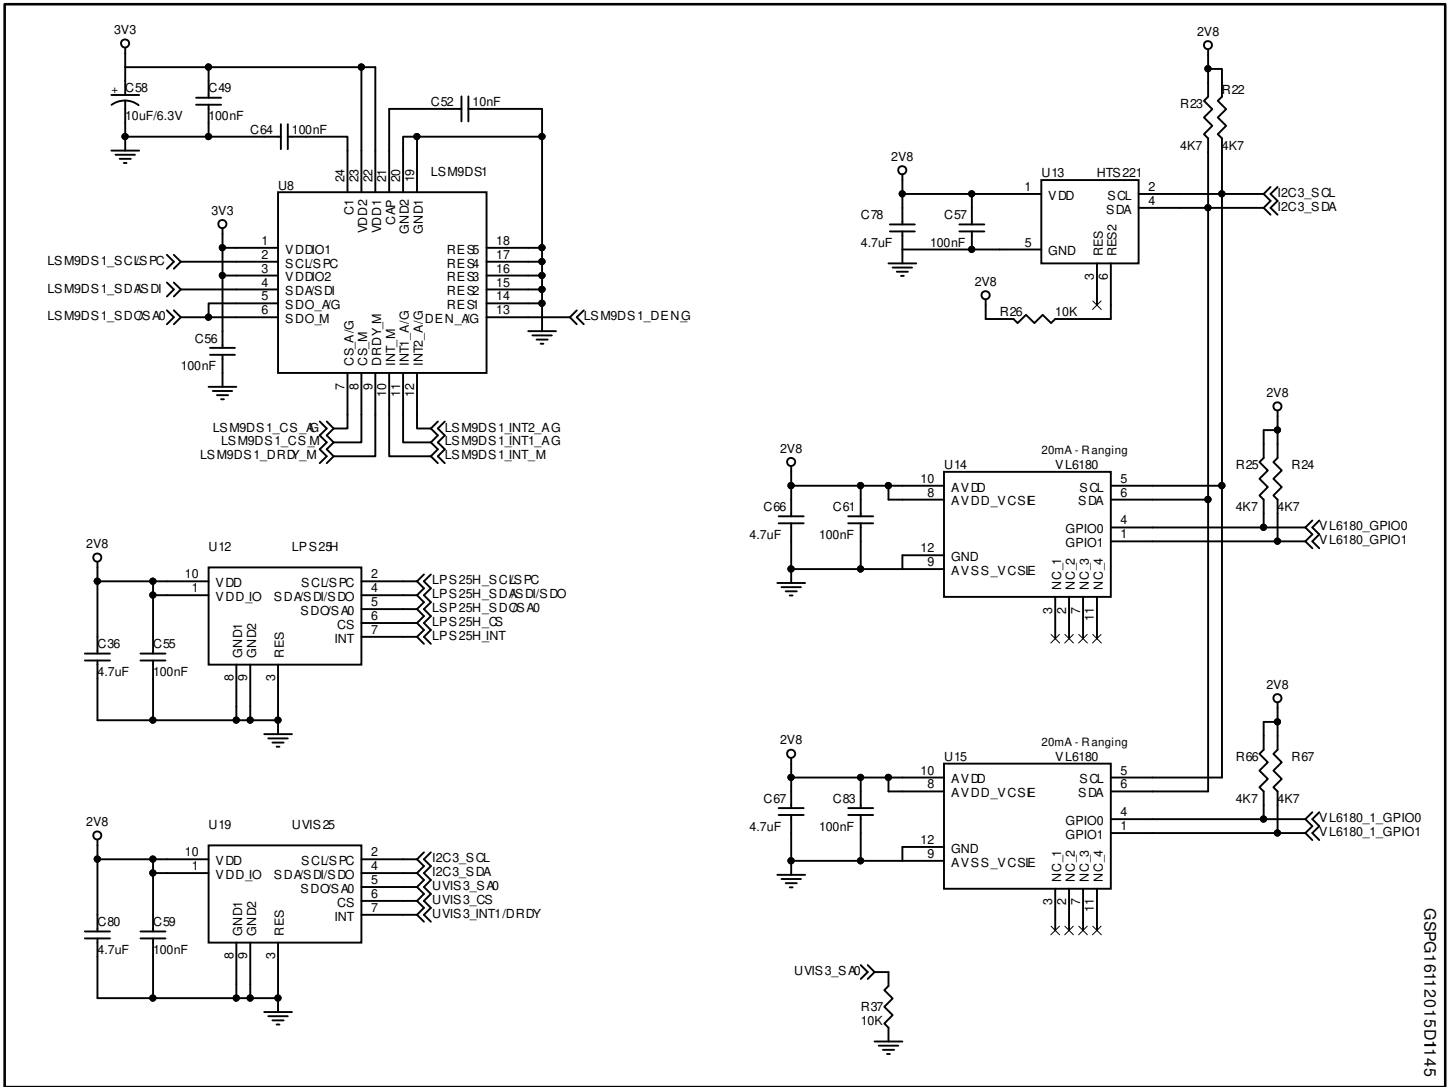 3V3
C58
10uF/6.3V
C49
100nF
C64
100nF
C52
10nF
24
23
22
21
20
19
LSM9DS1
U8
C1
VDD2
VDD1
CAP
GND2
GND1
3V3
1
2
3
4
5
6
VDDIO1
SCL/SPC
VDDIO2
SDA/SDI
SDO_A/G
SDO_M
RES5
RES4
RES3
RES2
RES1
DEN_A/G
18
17
16
15
14
13
LSM9DS1_SCL/SPC
LSM9DS1_SDA/SDI
LSM9DS1_SDO/SA0
LSM9DS1_DENG
C56
100nF
CS_A/G
CS_M
DRDY_M
INT_M
INT1_A/G
INT2_A/G
7
8
9
10
11
12
LSM9DS1_CS_AG
LSM9DS1_CS_M
LSM9DS1_DRDY_M
LSM9DS1_INT2_AG
LSM9DS1_INT1_AG
LSM9DS1_INT_M
2V8
U12
LPS25H
10
1
VDD
VDD_IO
SCL/SPC
SDA/SDI/SDO
SDO/SA0
CS
INT
2
4
5
6
7
LPS25H_SCL/SPC
LPS25H_SDA/SDI/SDO
LSP25H_SDO/SA0
LPS25H_CS
LPS25H_INT
GND1
GND2
RES
8
9
3
C36
4.7uF
C55
100nF
2V8
U19
UVIS25
10
1
VDD
VDD_IO
SCL/SPC
SDA/SDI/SDO
SDO/SA0
CS
INT
2
4
5
6
7
I2C3_SCL
I2C3_SDA
UVIS3_SA0
UVIS3_CS
UVIS3_INT1/DRDY
GND1
GND2
RES
8
9
3
C80
4.7uF
C59
100nF
2V8
R23
R22
4K7
4K7
2V8
U13
HTS221
1
VDD
SCL
SDA
2
4
I2C3_SCL
I2C3_SDA
C78
4.7uF
C57
100nF
5
GND
RES
RES2
3
6
2V8
R26
10K
2V8
20mA - Ranging
U14
VL6180
10
8
AVDD
AVDD_VCSEL
SCL
SDA
5
6
C66
4.7uF
C61
100nF
GPIO0
GPIO1
4
1
12
9
GND
AVSS_VCSEL
NC_1
NC_2
NC_3
NC_4
3
2
7
11
2V8
R25
R24
4K7
4K7
VL6180_GPIO0
VL6180_GPIO1
2V8
20mA - Ranging
U15
VL6180
10
8
AVDD
AVDD_VCSEL
SCL
SDA
5
6
C67
4.7uF
C83
100nF
GPIO0
GPIO1
4
1
12
9
GND
AVSS_VCSEL
NC_1
NC_2
NC_3
NC_4
3
2
7
11
2V8
R66
R67
4K7
4K7
VL6180_1_GPIO0
VL6180_1_GPIO1
UVIS3_SA0
R37
10K
GSPG16112015D1145